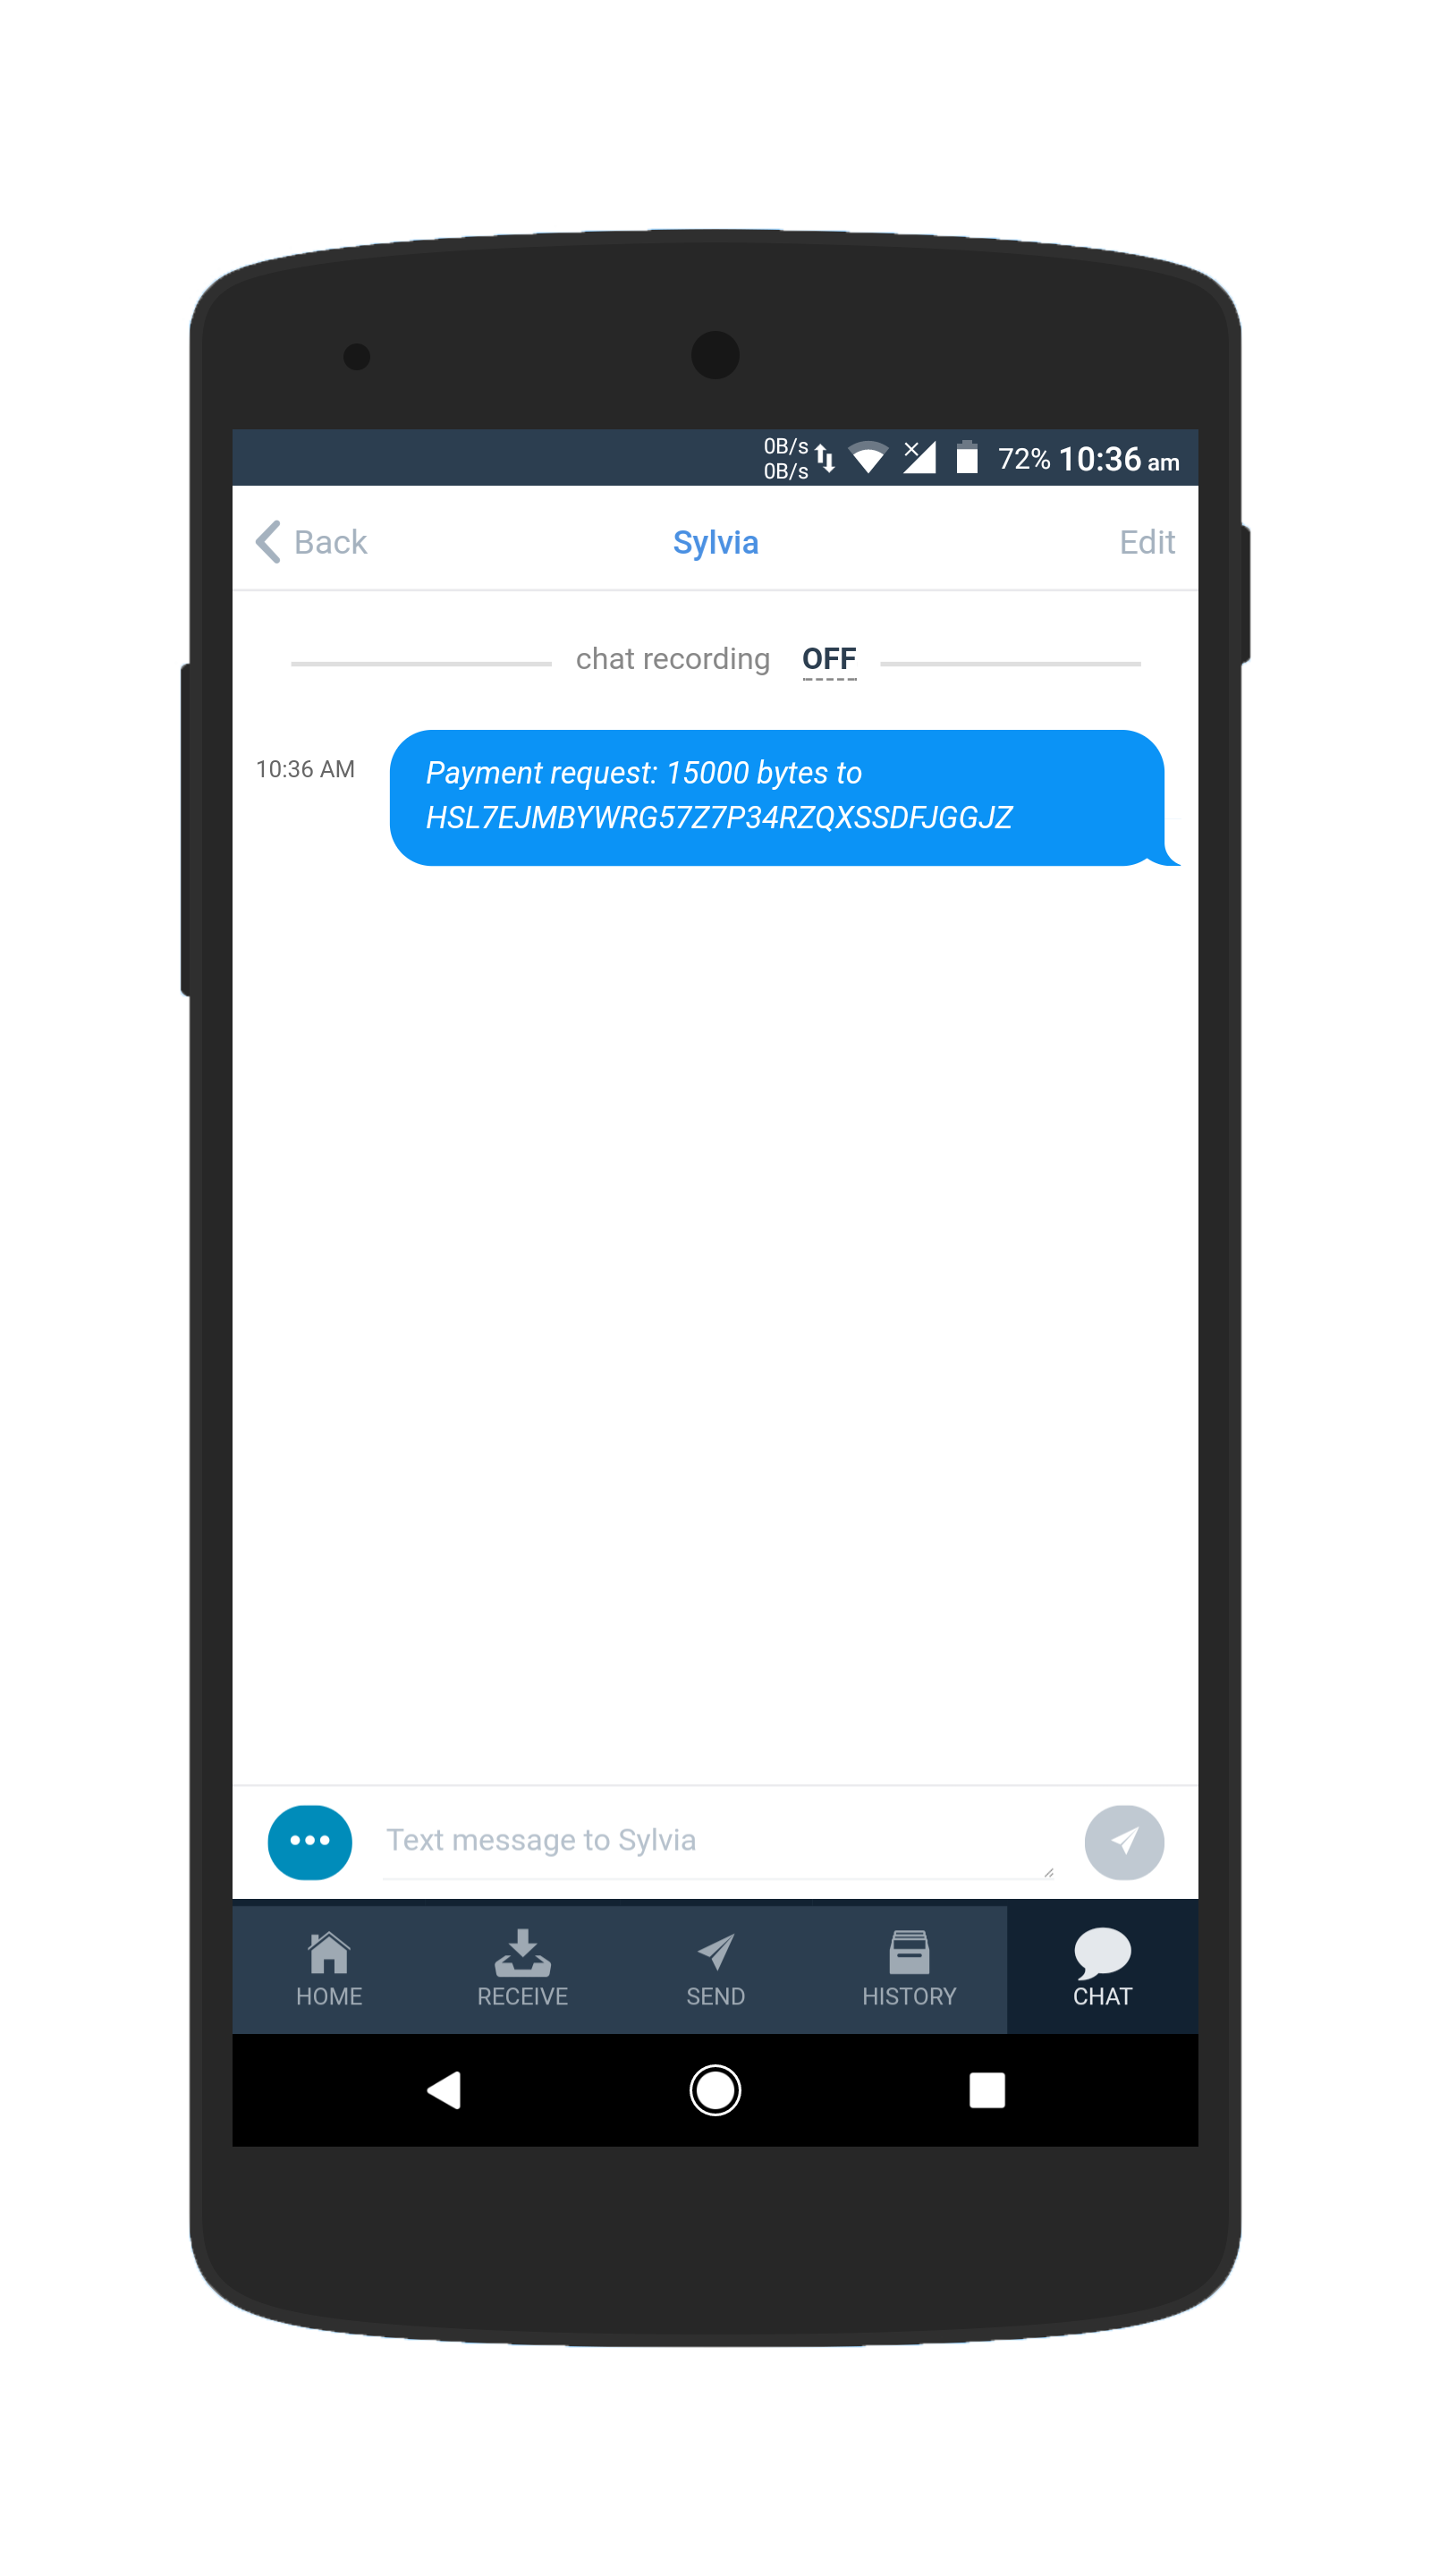 0B/s
0B/s
72% 10:36 am
Back Sylvia Edit
chat recording OFF
10:36 AM
Payment request: 15000 bytes to
HSL7EJMBYWRG57Z7P34RZQXSSDFJGGJZ
Text message to Sylvia
HOME RECEIVE SEND HISTORY CHAT